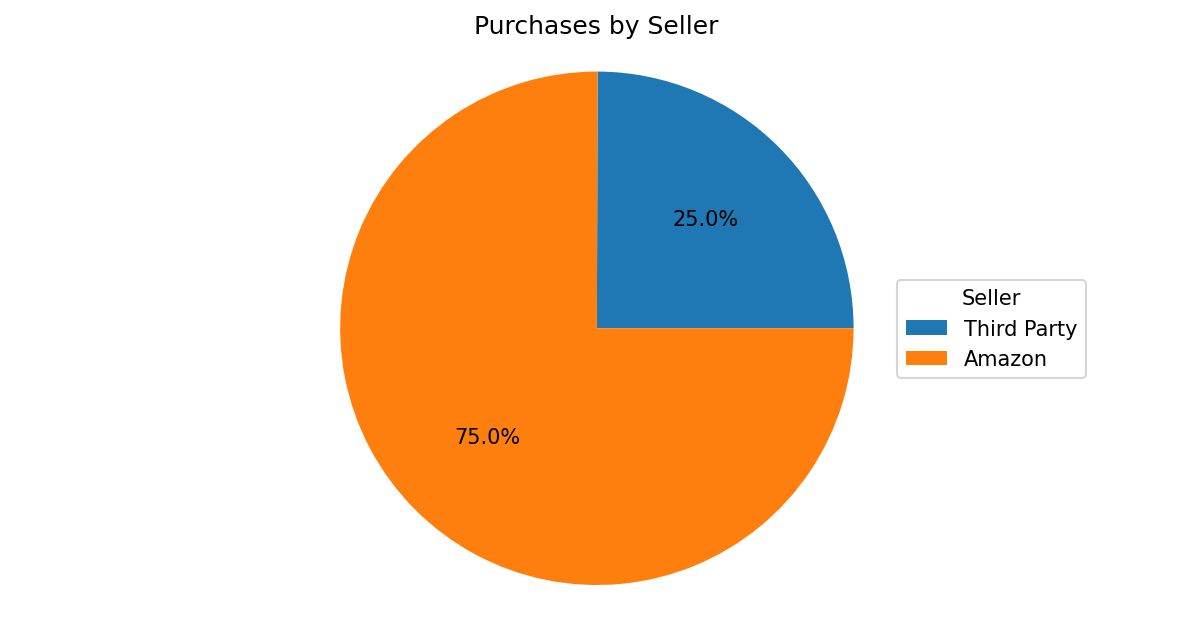 Purchases by Seller
25.0%
Seller
Third Party
Amazon
75.0%